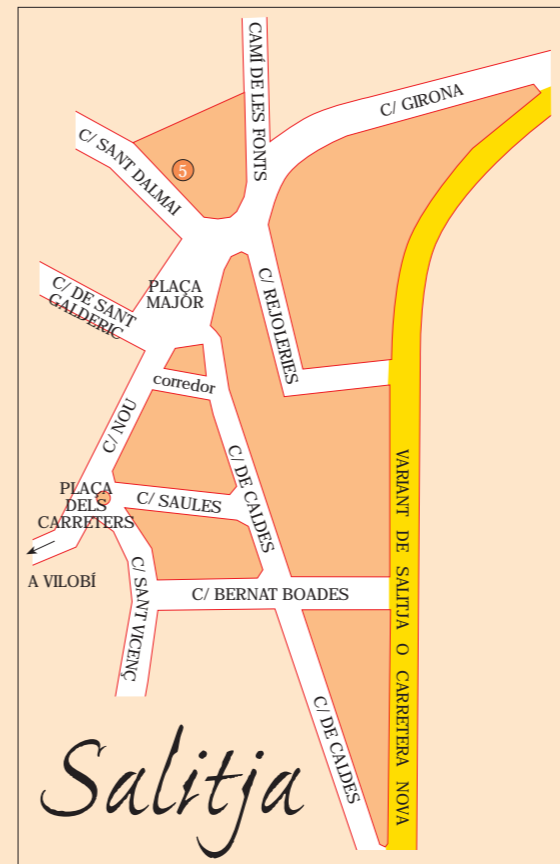 CAMÍ DE LES FONTS
C/ GIRONA
C/ SANT DALMAI
5
C/ DE SANT
GALDERIC
PLAÇA
MAJOR
C/ REJOLERIES
corredor
C/ NOU
C/ DE CALDES
PLAÇA
DELS
CARRETERS
C/ SAULES
A VILOBÍ
C/ SANT VICENÇ
C/ BERNAT BOADES
VARIANT DE SALITJA O CARRETERA NOVA
C/ DE CALDES
Salitja